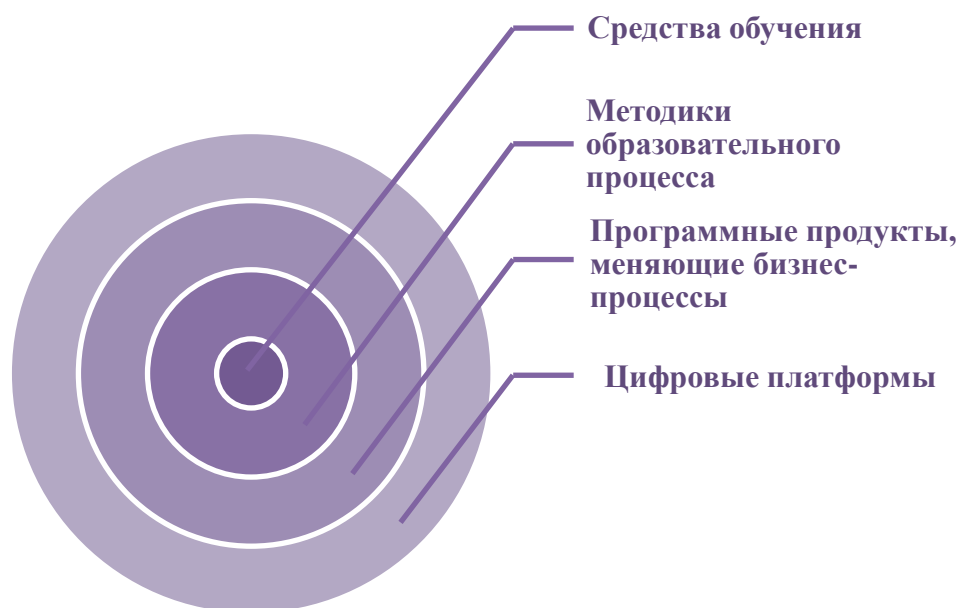 Средства обучения
Методики
образовательного
процесса
Программные продукты,
меняющие бизнес-
процессы
Цифровые платформы